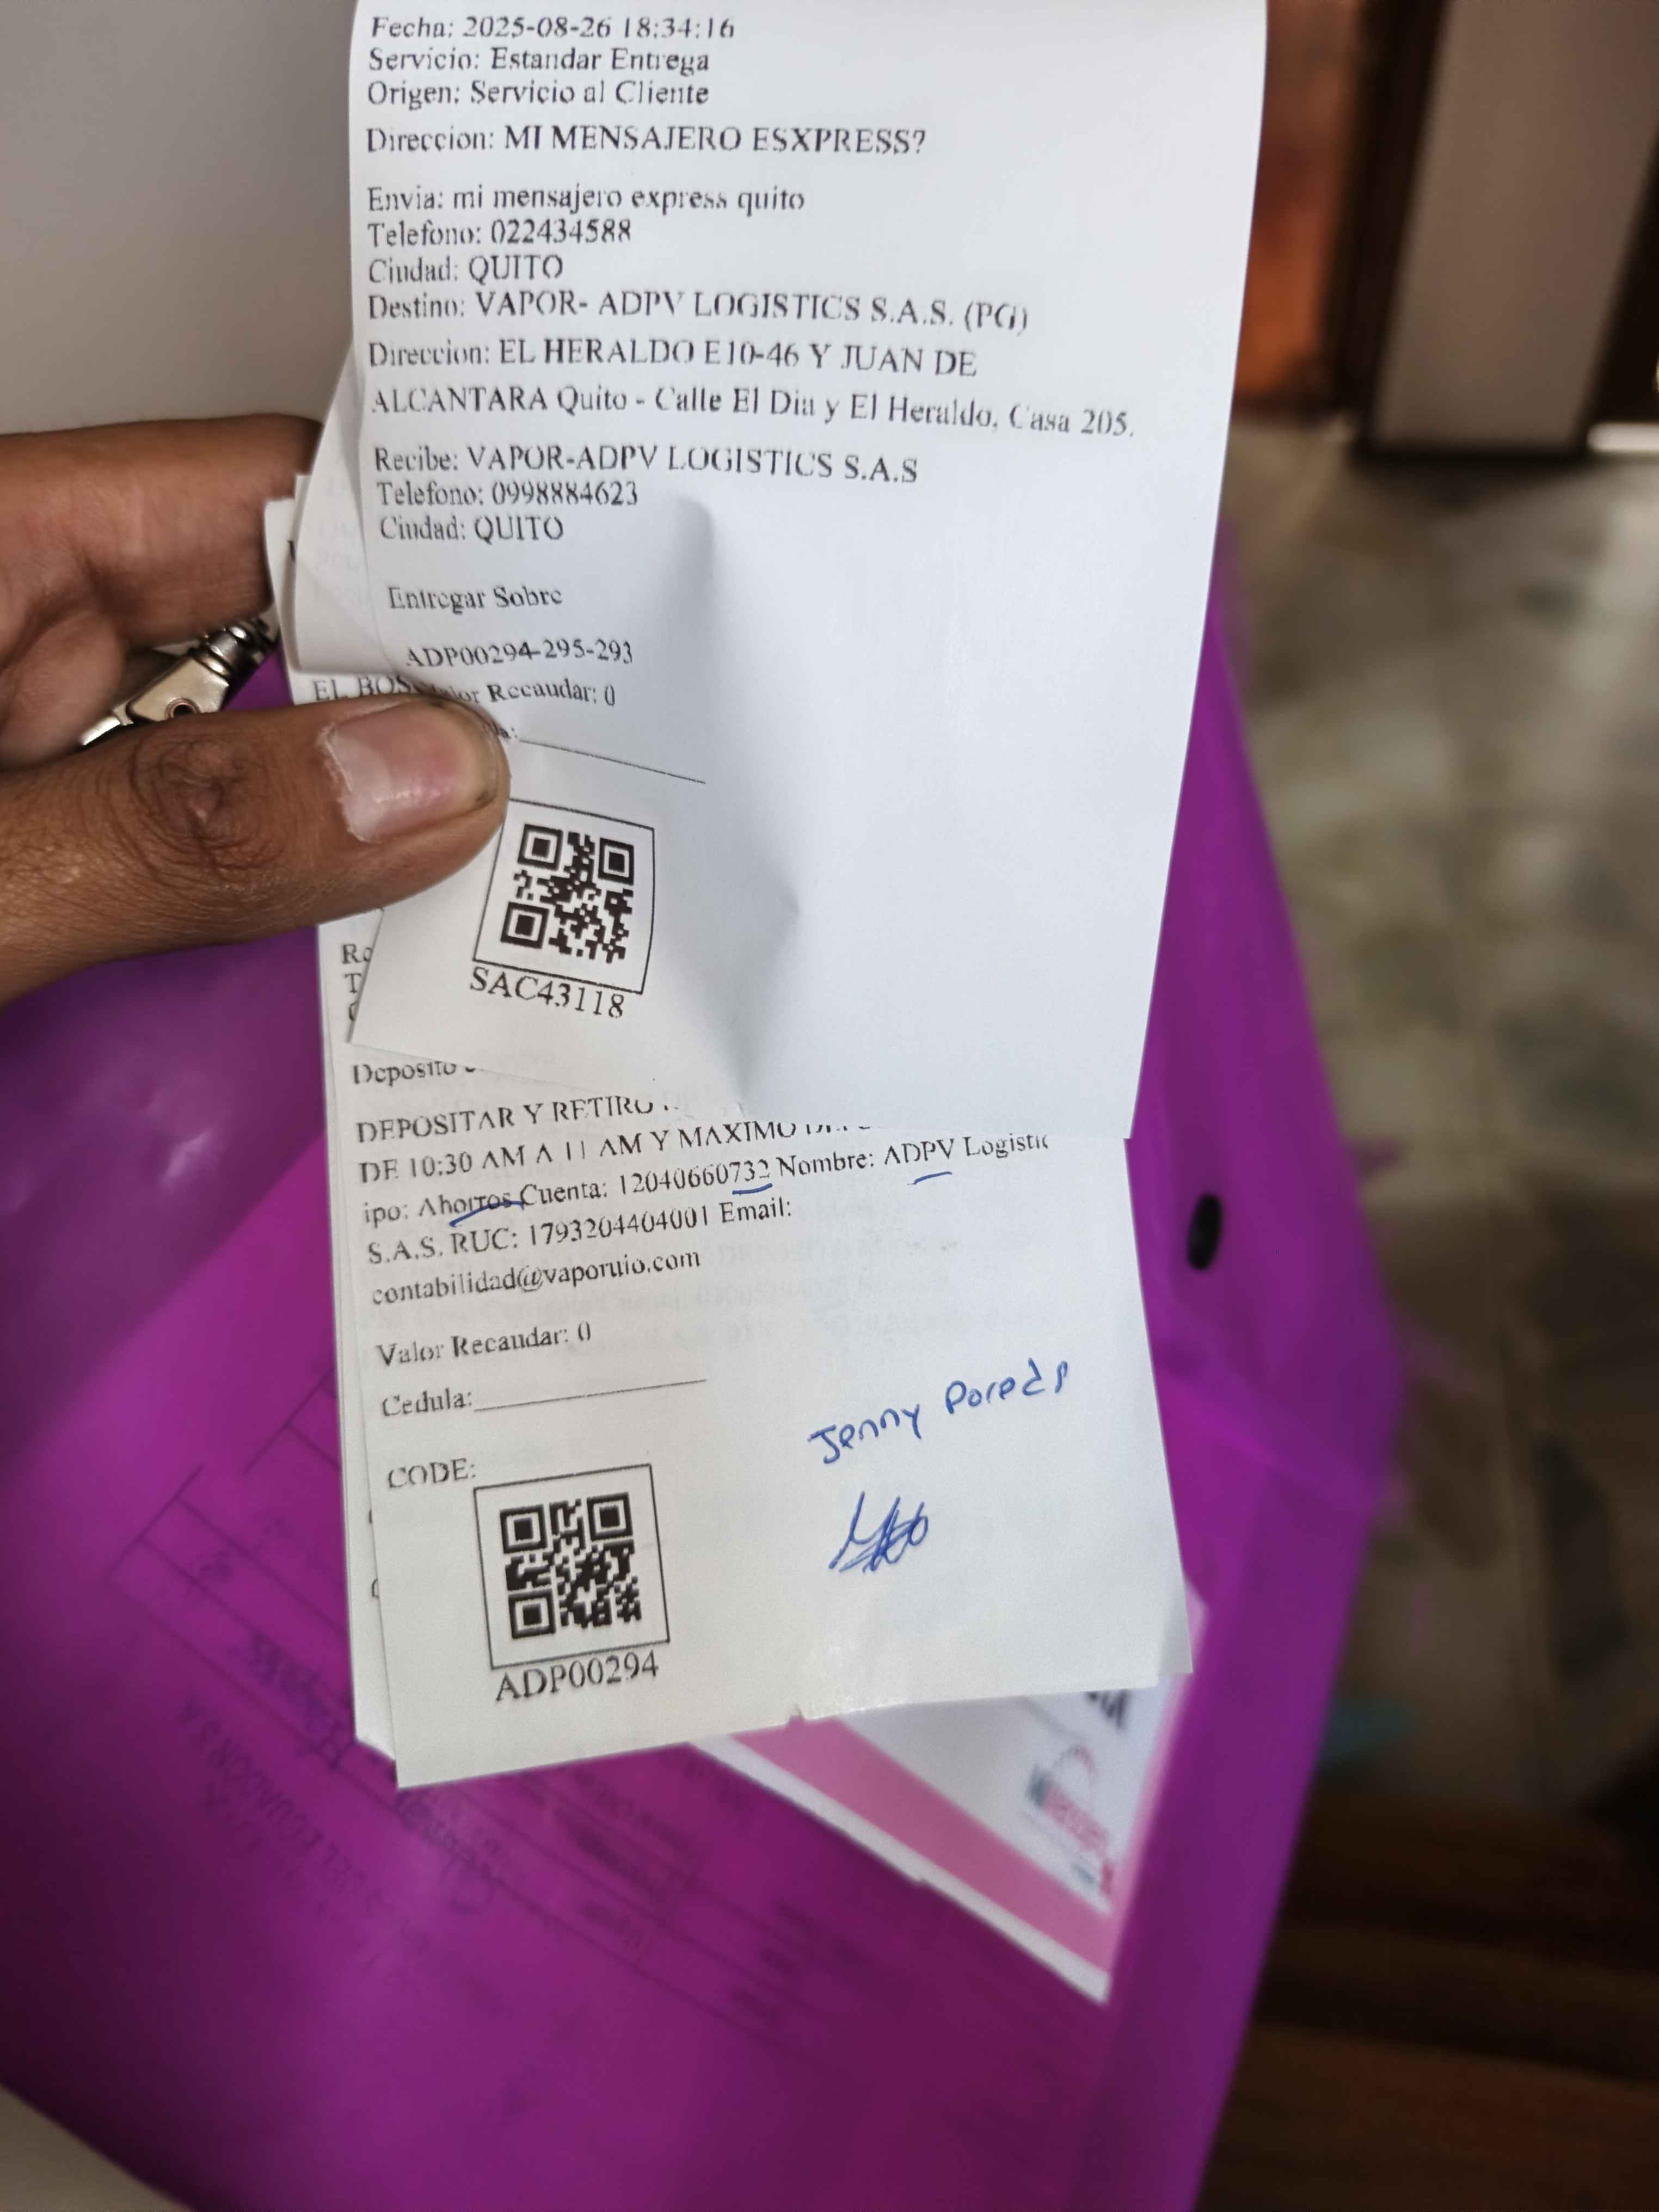 Fecha: 2025-08-26 18:34:16
Servicio: Estandar Entrega
Origen: Servicio al Cliente
Direccion: MI MENSAJERO ESXPRESS?
Envia: mi mensajero express quito
Telefono: 022434588
Ciudad: QUITO
Destino: VAPOR- ADPV LOGISTICS S.A.S. (PG)
Direccion: EL HERALDO E10-46 Y JUAN DE
ALCANTARA Quito - Calle El Dia y El Heraldo, Casa 205.
Recibe: VAPOR-ADPV LOGISTICS S.A.S
Telefono: 0998884623
Ciudad: QUITO
Entregar Sobre
ADP00294-295-293
EL Recaudar: 0
SAC43118
Deposito
DEPOSITAR Y RETIRO
DE 10:30 AM A 11 AM Y MAXIMO
ipo: Ahorros Cuenta: 12040660732 Nombre: ADPV Logistic
S.A.S. RUC: 1793204404001 Email:
contabilidad@vaporuio.com
Valor Recaudar: 0
Cedula:
Jenny Pareds
CODE:
ADP00294